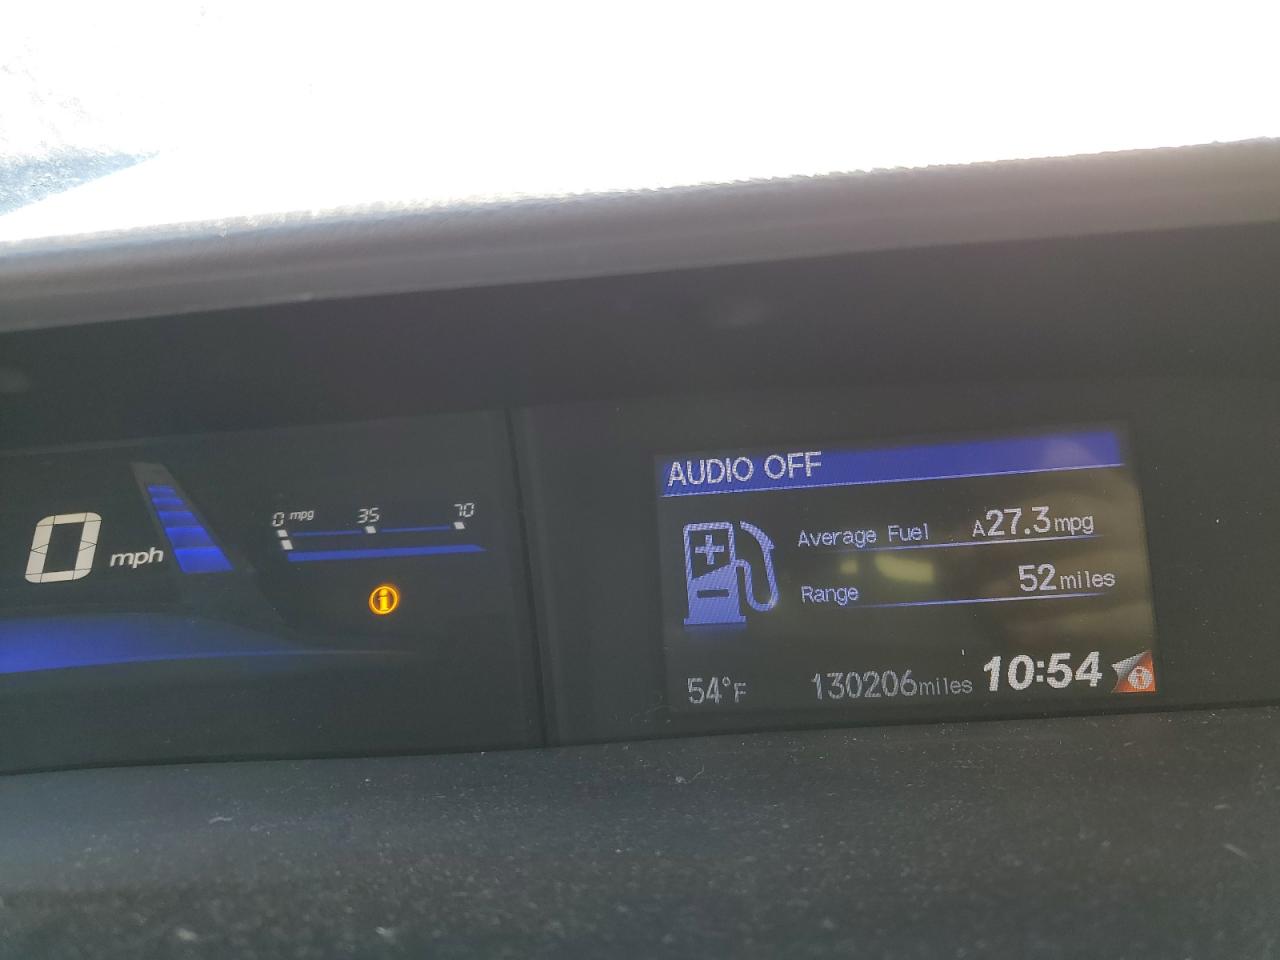 0 mph
0 mpg 35 70
AUDIO OFF
Average Fuel A27.3mpg
Range 52miles
54°F 130206miles 10:54